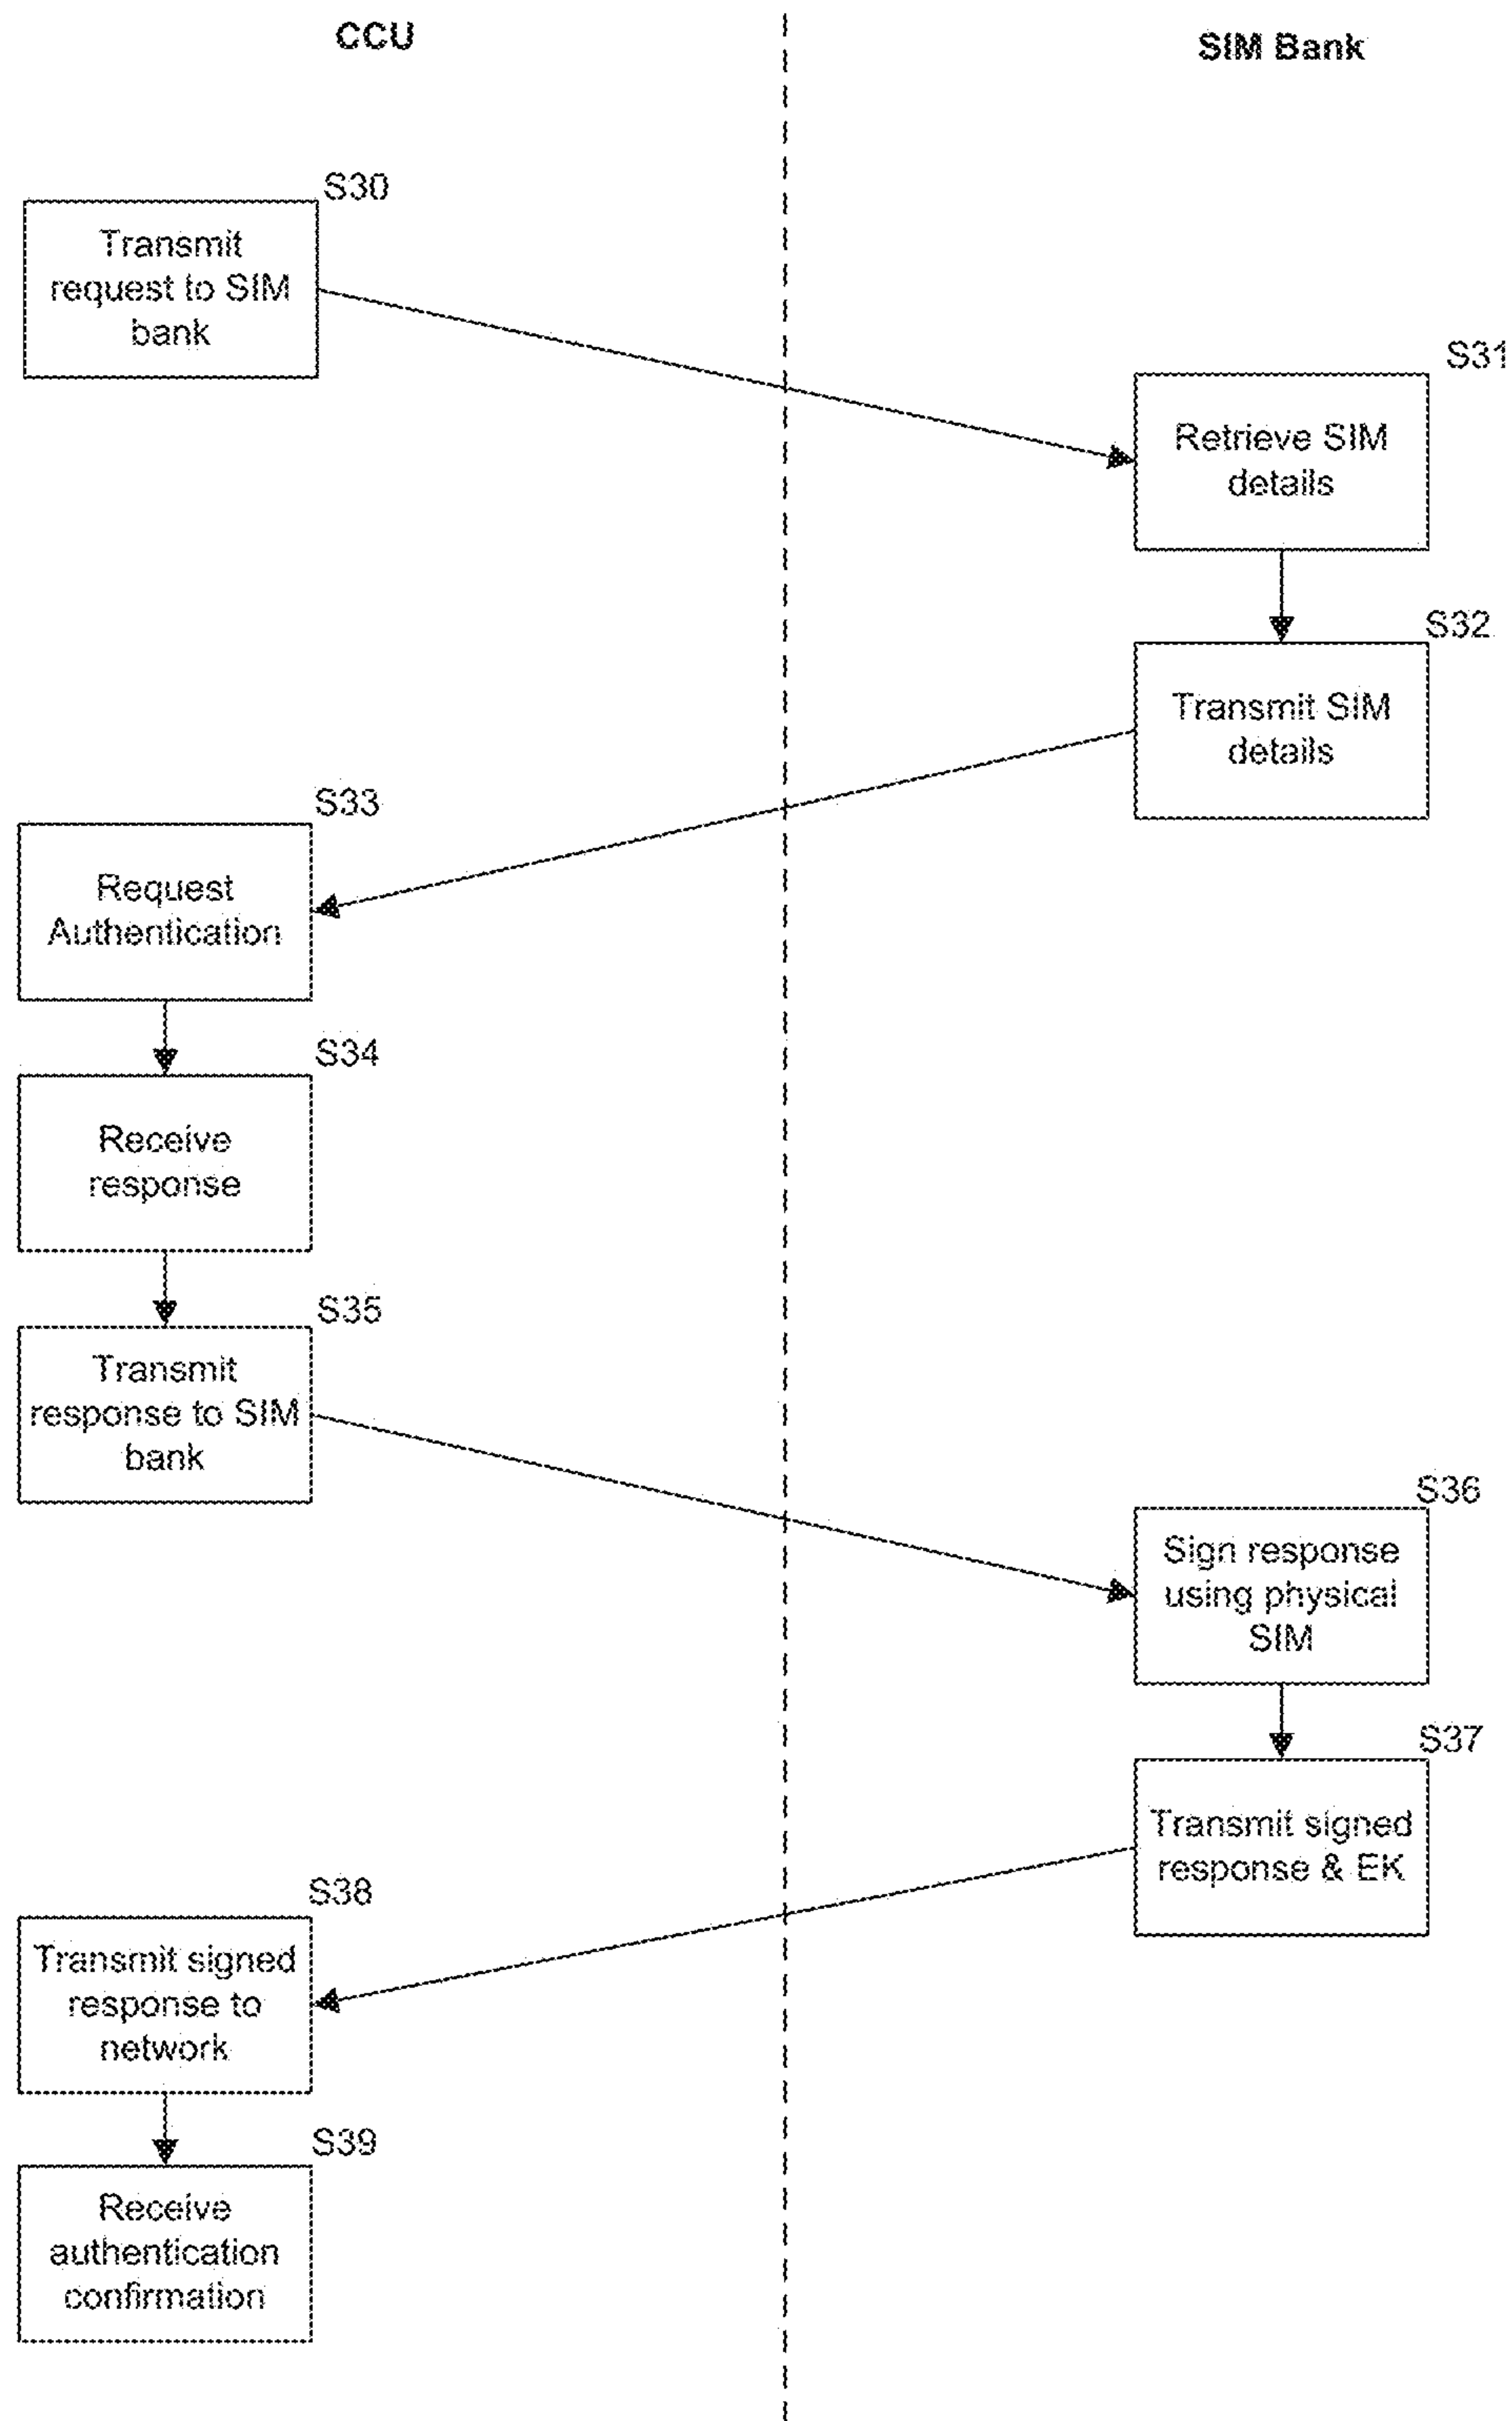 CCU
SIM Bank
S30
Transmit
request to SIM
bank
S31
Retrieve SIM
details
S32
Transmit SIM
details
S33
Request
Authentication
S34
Receive
response
S35
Transmit
response to SIM
bank
S36
Sign response
using physical
SIM
S37
Transmit signed
response & EK
S38
Transmit signed
response to
network
S39
Receive
authentication
confirmation